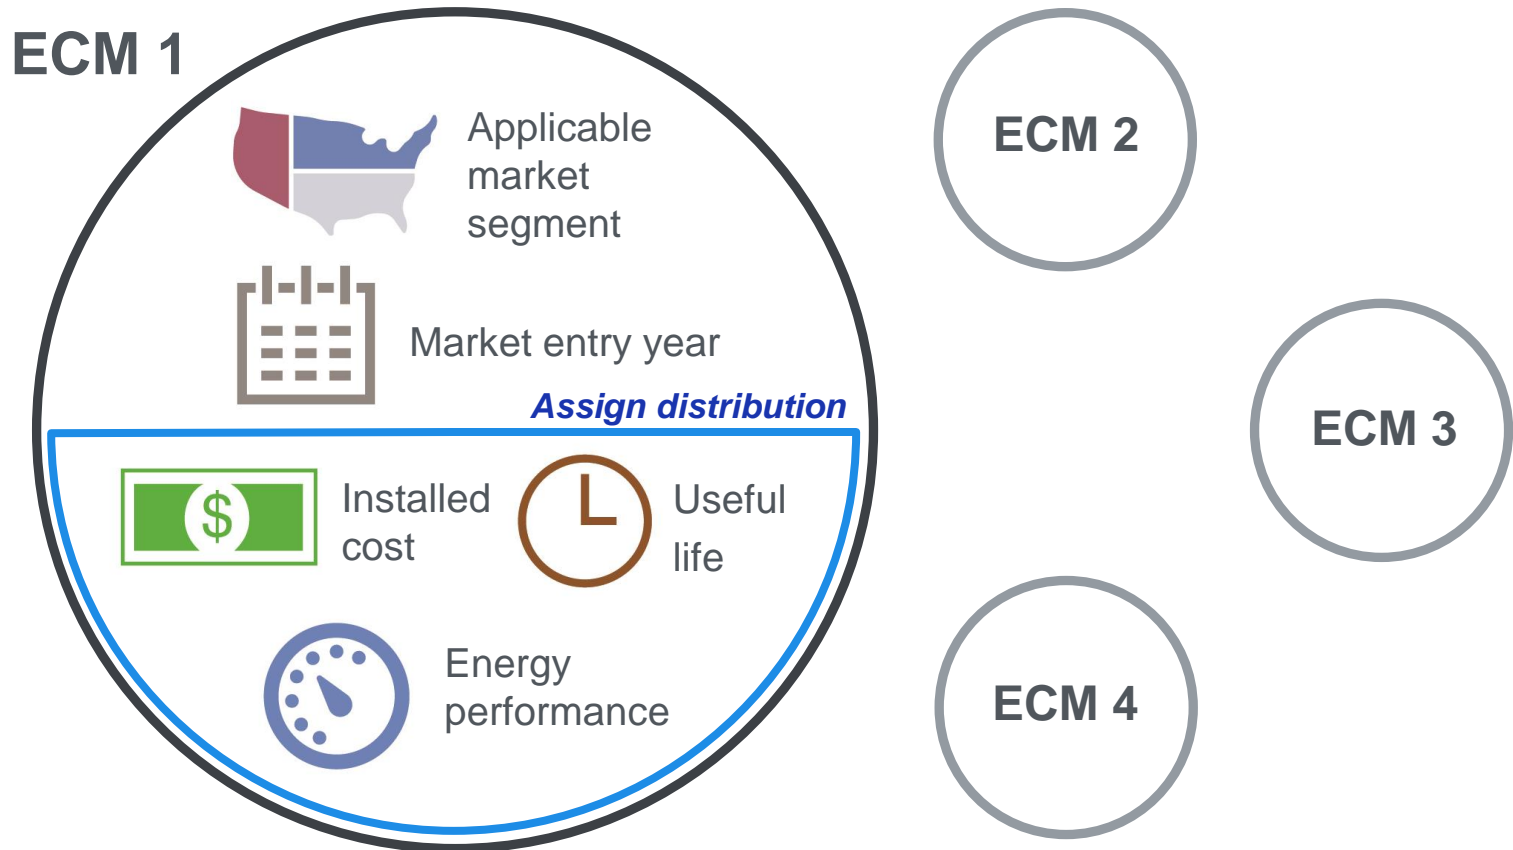 ECM 1
Applicable
market
segment
Market entry year
Assign distribution
$
Installed
cost
Useful
life
Energy
performance
ECM 2
ECM 3
ECM 4